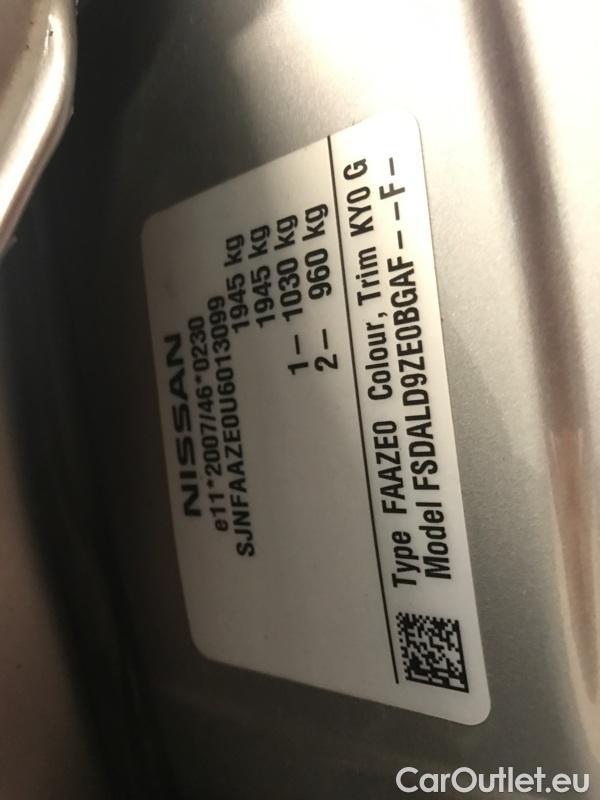 NISSAN
e11*2007/46*0230
SJNFAAZE0U6013099
1945 kg
1945 kg
1– 1030 kg
2– 960 kg
Type FAAZE0 Colour, Trim KY0 G
Model FSDALD9ZE0BGAF---F-
CarOutlet.eu